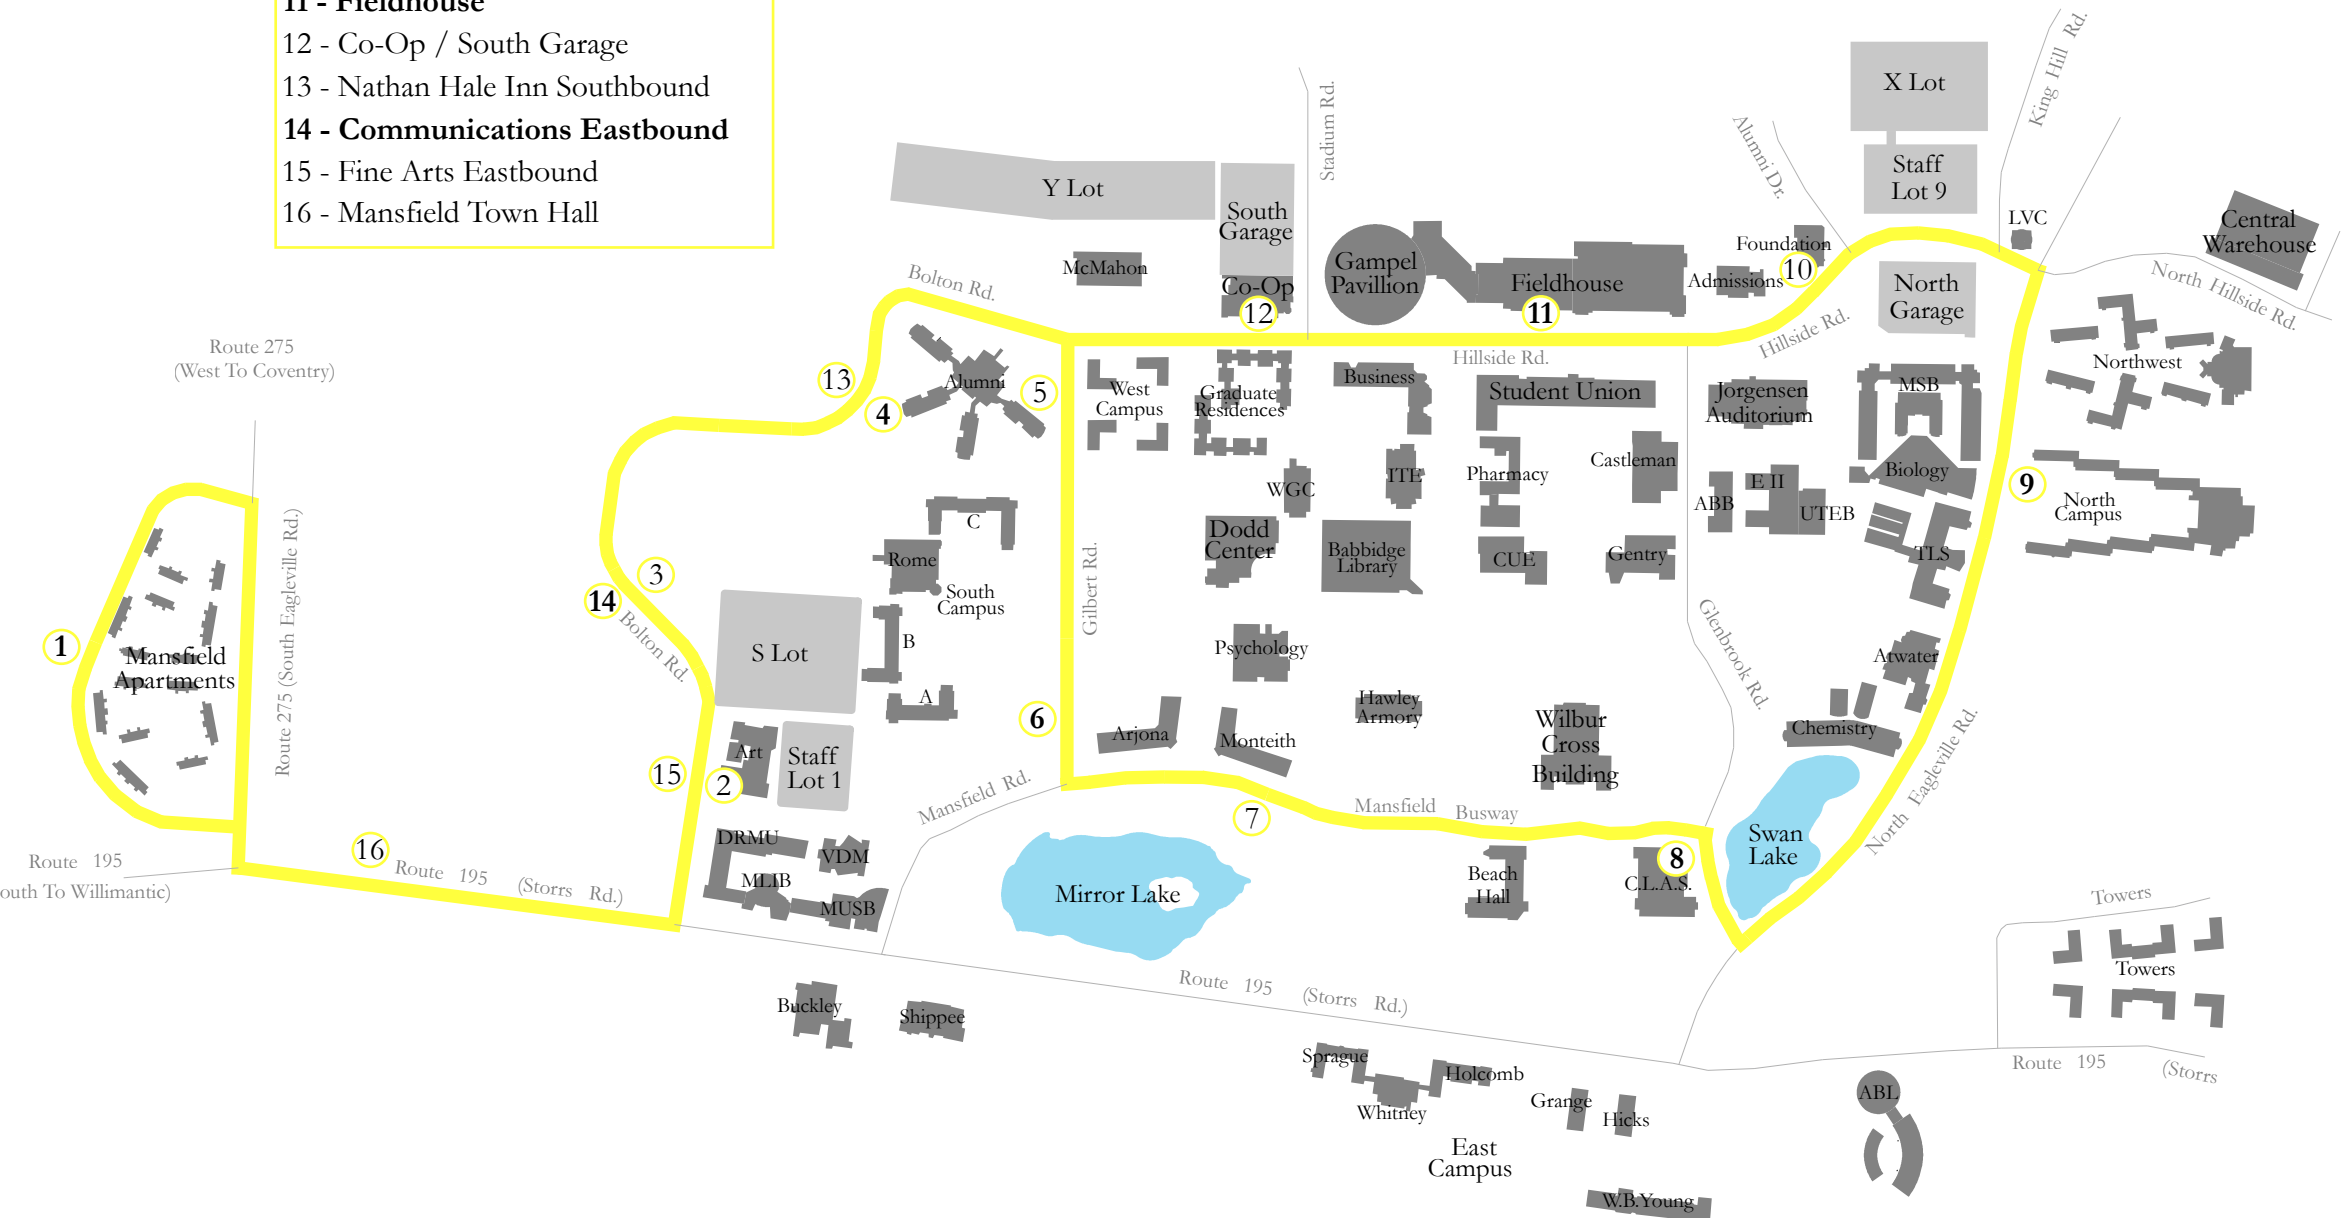 11 - Fieldhouse
12 - Co-Op / South Garage
13 - Nathan Hale Inn Southbound
14 - Communications Eastbound
15 - Fine Arts Eastbound
16 - Mansfield Town Hall
King Hill Rd.
X Lot
Stadium Rd.
Alumni Dr.
Staff
Lot 9
Y Lot
South
Garage
LVC
Central
Warehouse
McMahon
Gampel
Pavillion
Foundation
10
Admissions
Fieldhouse
11
Co-Op
12
Bolton Rd.
North
Garage
North Hillside Rd.
Hillside Rd.
Hillside Rd.
Route 275
(West To Coventry)
13
4
Alumni
5
West
Campus
Graduate
Residences
Business
Student Union
Jorgensen
Auditorium
MSB
Northwest
WGC
ITE
Pharmacy
Castleman
ABB
E II
UTEB
Biology
9
North
Campus
C
Rome
South
Campus
Dodd
Center
Babbidge
Library
CUE
Gentry
TLS
Gilbert Rd.
Route 275 (South Eagleville Rd.)
3
14
Bolton Rd.
1
Mansfield
Apartments
S Lot
B
A
Psychology
Glenbrook Rd.
Atwater
6
Arjona
Monteith
Hawley
Armory
Wilbur
Cross
Building
Chemistry
15
Art
2
Staff
Lot 1
Mansfield Rd.
7
Mansfield Busway
North Eagleville Rd.
Swan
Lake
16
Route 195
outh To Willimantic)
Route 195 (Storrs Rd.)
DRMU
VDM
MLIB
MUSB
Mirror Lake
Beach
Hall
8
C.L.A.S.
Towers
Towers
Route 195 (Storrs Rd.)
Buckley
Shippee
Sprague
Holcomb
Whitney
Grange
Hicks
East
Campus
W.B.Young
ABL
Route 195 (Storrs